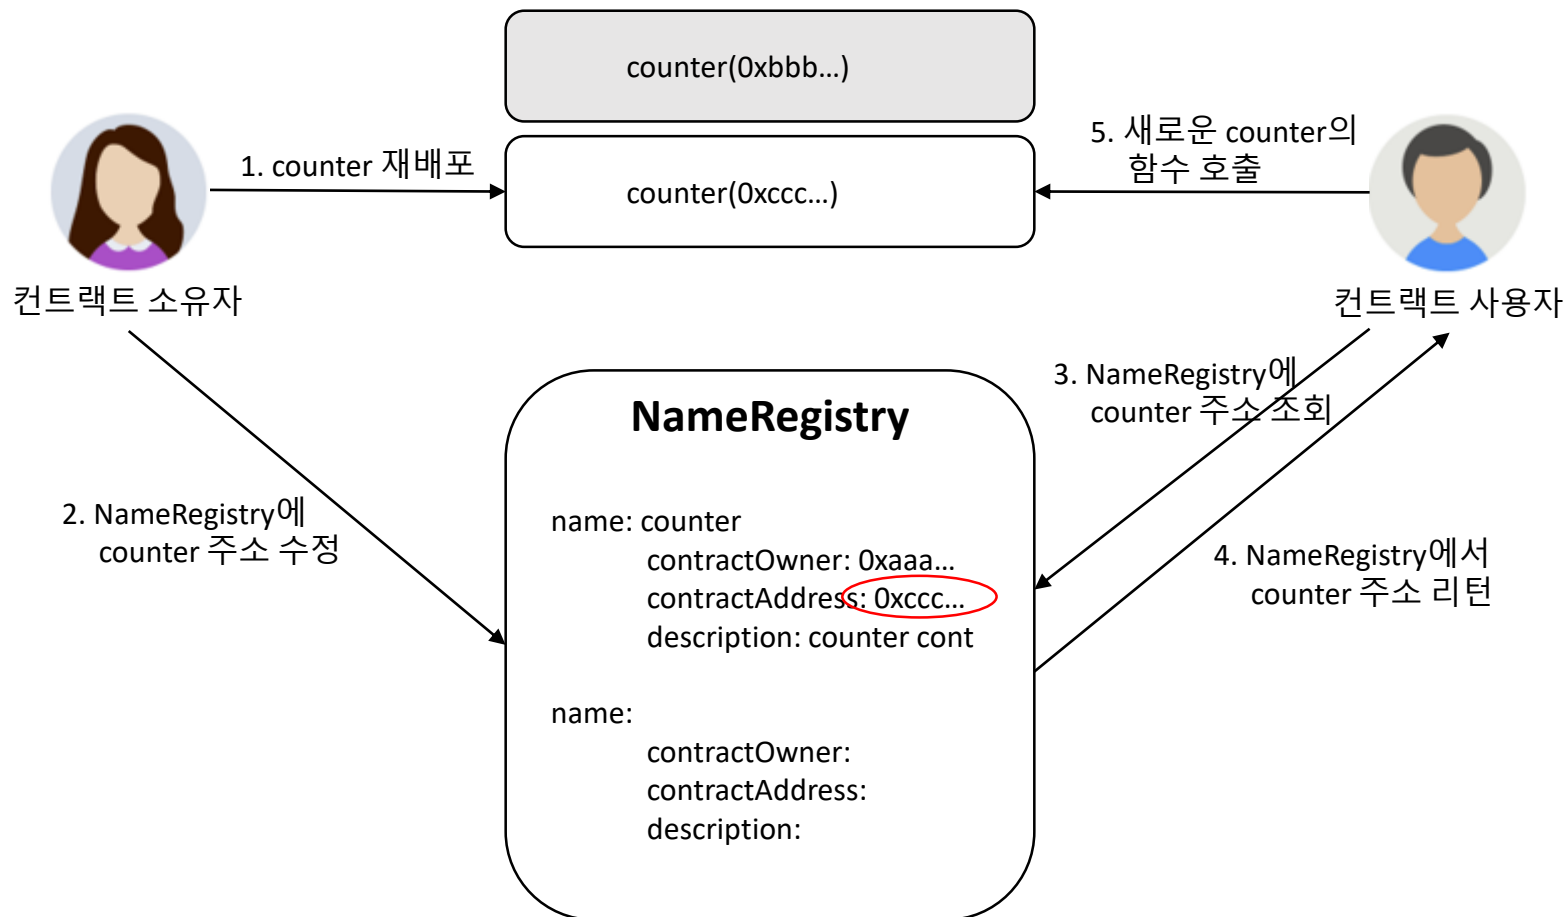 counter(0xbbb...)
1. counter 재배포
counter(0xccc...)
5. 새로운 counter의
함수 호출
컨트랙트 소유자
컨트랙트 사용자
2. NameRegistry에
counter 주소 수정
NameRegistry
name: counter
contractOwner: 0xaaa...
contractAddress: 0xccc...
description: counter cont
name:
contractOwner:
contractAddress:
description:
3. NameRegistry에
counter 주소 조회
4. NameRegistry에서
counter 주소 리턴